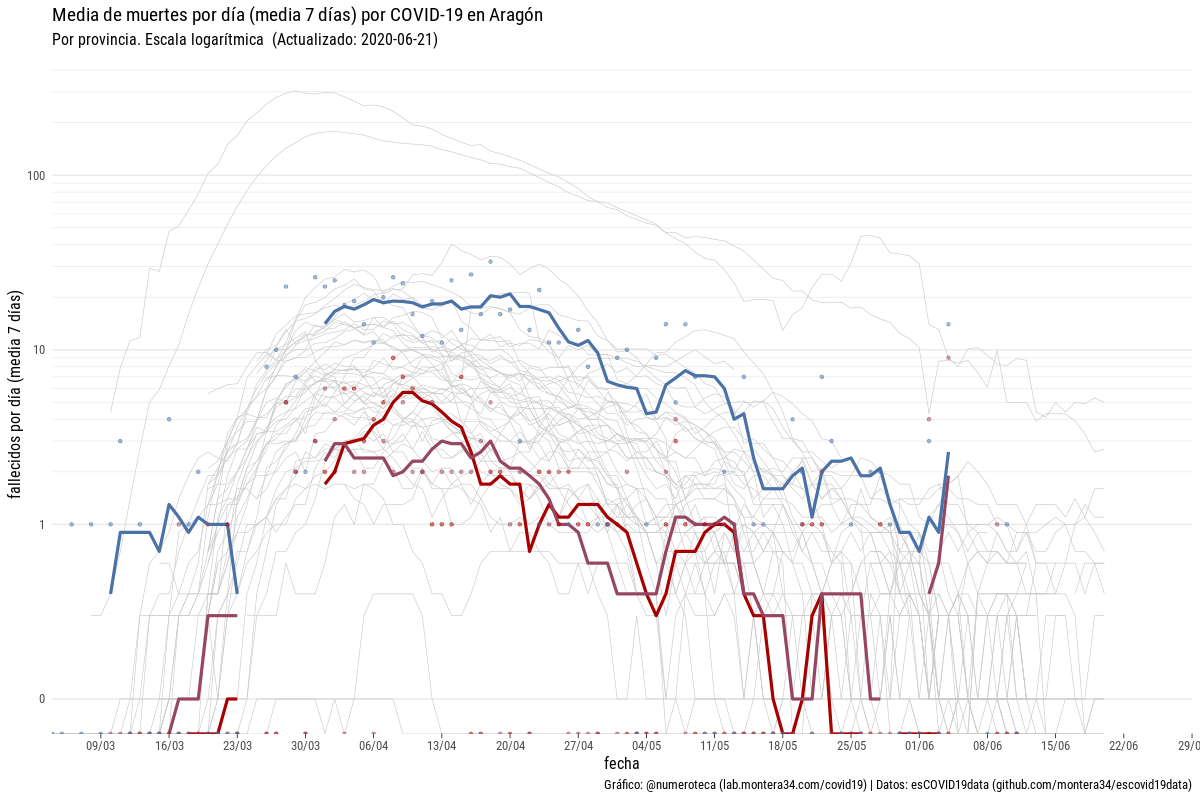 Media de muertes por día (media 7 días) por COVID-19 en Aragón
Por provincia. Escala logarítmica (Actualizado: 2020-06-21)
fallecidos por día (media 7 días)
100
10
1
0
09/03 16/03 23/03 30/03 06/04 13/04 20/04 27/04 04/05 11/05 18/05 25/05 01/06 08/06 15/06 22/06 29/0
fecha
Gráfico: @numeroteca (lab.montera34.com/covid19) | Datos: esCOVID19data (github.com/montera34/escovid19data)